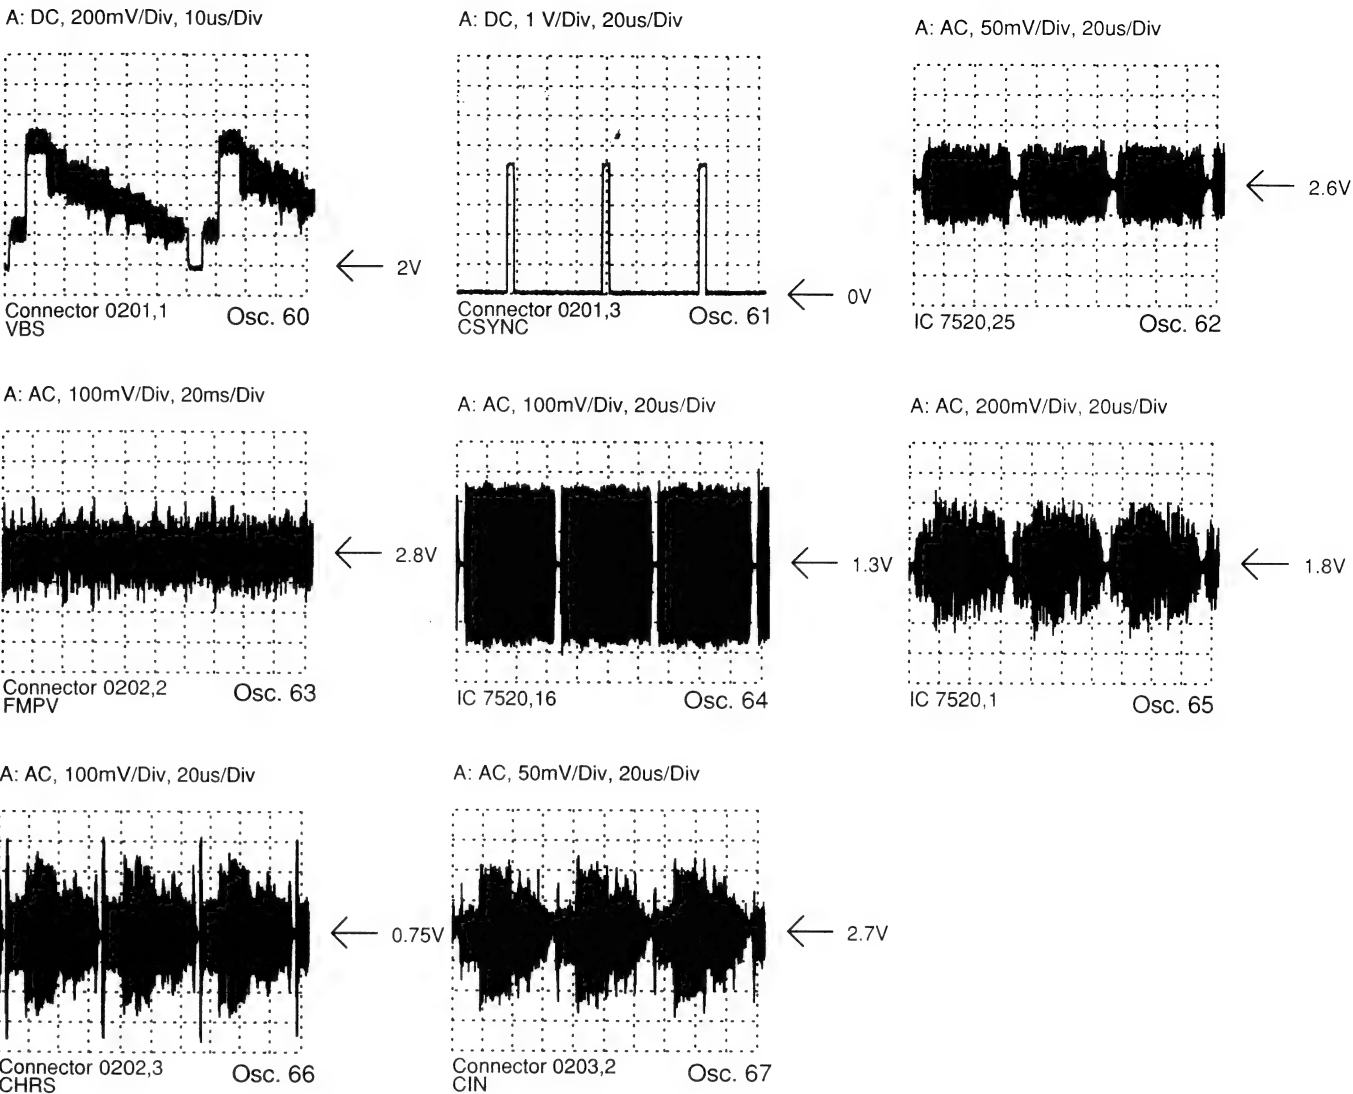 A: DC, 200mV/Div, 10us/Div
A: DC, 1 V/Div, 20us/Div
A: AC, 50mV/Div, 20us/Div
2V
0V
2.6V
Connector 0201,1
VBS
Osc. 60
Connector 0201,3
CSYNC
Osc. 61
IC 7520,25
Osc. 62
A: AC, 100mV/Div, 20ms/Div
A: AC, 100mV/Div, 20us/Div
A: AC, 200mV/Div, 20us/Div
2.8V
1.3V
1.8V
Connector 0202,2
FMPV
Osc. 63
IC 7520,16
Osc. 64
IC 7520,1
Osc. 65
A: AC, 100mV/Div, 20us/Div
A: AC, 50mV/Div, 20us/Div
0.75V
2.7V
Connector 0202,3
CHRS
Osc. 66
Connector 0203,2
CIN
Osc. 67